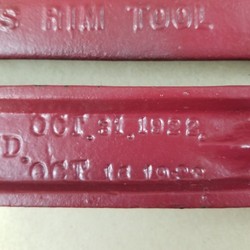 S RIM TOOL
OCT. 31, 1922
D.
OCT.